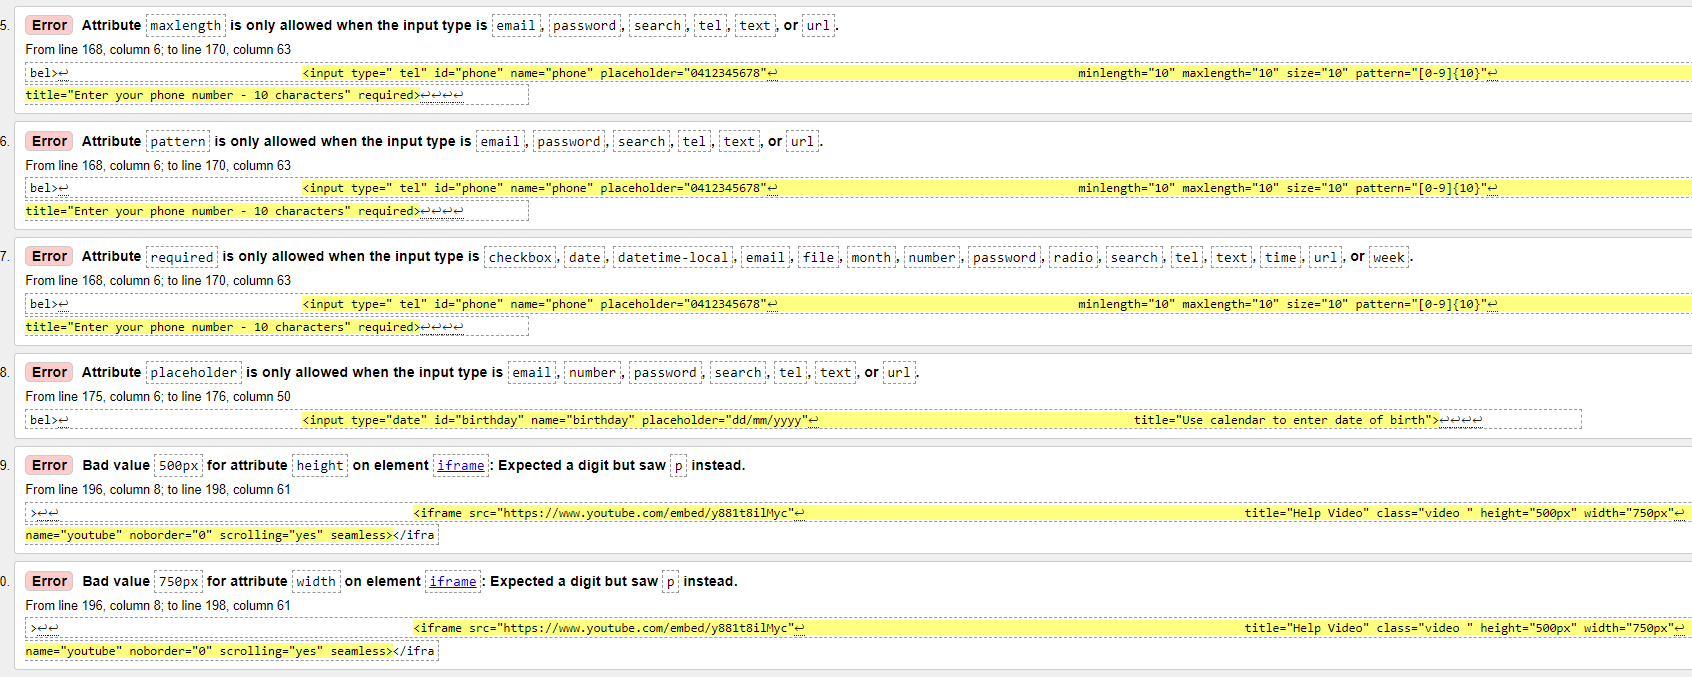 5. Error Attribute maxlength is only allowed when the input type is email, password, search, tel, text, or url.
From line 168, column 6; to line 170, column 63
bel>↩ <input type=" tel" id="phone" name="phone" placeholder="0412345678"↩ minlength="10" maxlength="10" size="10" pattern="[0-9]{10}"↩
title="Enter your phone number - 10 characters" required>↩↩↩↩
6. Error Attribute pattern is only allowed when the input type is email, password, search, tel, text, or url.
From line 168, column 6; to line 170, column 63
bel>↩ <input type=" tel" id="phone" name="phone" placeholder="0412345678"↩ minlength="10" maxlength="10" size="10" pattern="[0-9]{10}"↩
title="Enter your phone number - 10 characters" required>↩↩↩↩
7. Error Attribute required is only allowed when the input type is checkbox, date, datetime-local, email, file, month, number, password, radio, search, tel, text, time, url, or week.
From line 168, column 6; to line 170, column 63
bel>↩ <input type=" tel" id="phone" name="phone" placeholder="0412345678"↩ minlength="10" maxlength="10" size="10" pattern="[0-9]{10}"↩
title="Enter your phone number - 10 characters" required>↩↩↩↩
8. Error Attribute placeholder is only allowed when the input type is email, number, password, search, tel, text, or url.
From line 175, column 6; to line 176, column 50
bel>↩ <input type="date" id="birthday" name="birthday" placeholder="dd/mm/yyyy"↩ title="Use calendar to enter date of birth">↩↩↩↩
9. Error Bad value 500px for attribute height on element iframe: Expected a digit but saw p instead.
From line 196, column 8; to line 198, column 61
>↩↩ <iframe src="https://www.youtube.com/embed/y881t8ilMyc"↩ title="Help Video" class="video " height="500px" width="750px"↩
name="youtube" noborder="0" scrolling="yes" seamless></ifra
0. Error Bad value 750px for attribute width on element iframe: Expected a digit but saw p instead.
From line 196, column 8; to line 198, column 61
>↩↩ <iframe src="https://www.youtube.com/embed/y881t8ilMyc"↩ title="Help Video" class="video " height="500px" width="750px"↩
name="youtube" noborder="0" scrolling="yes" seamless></ifra